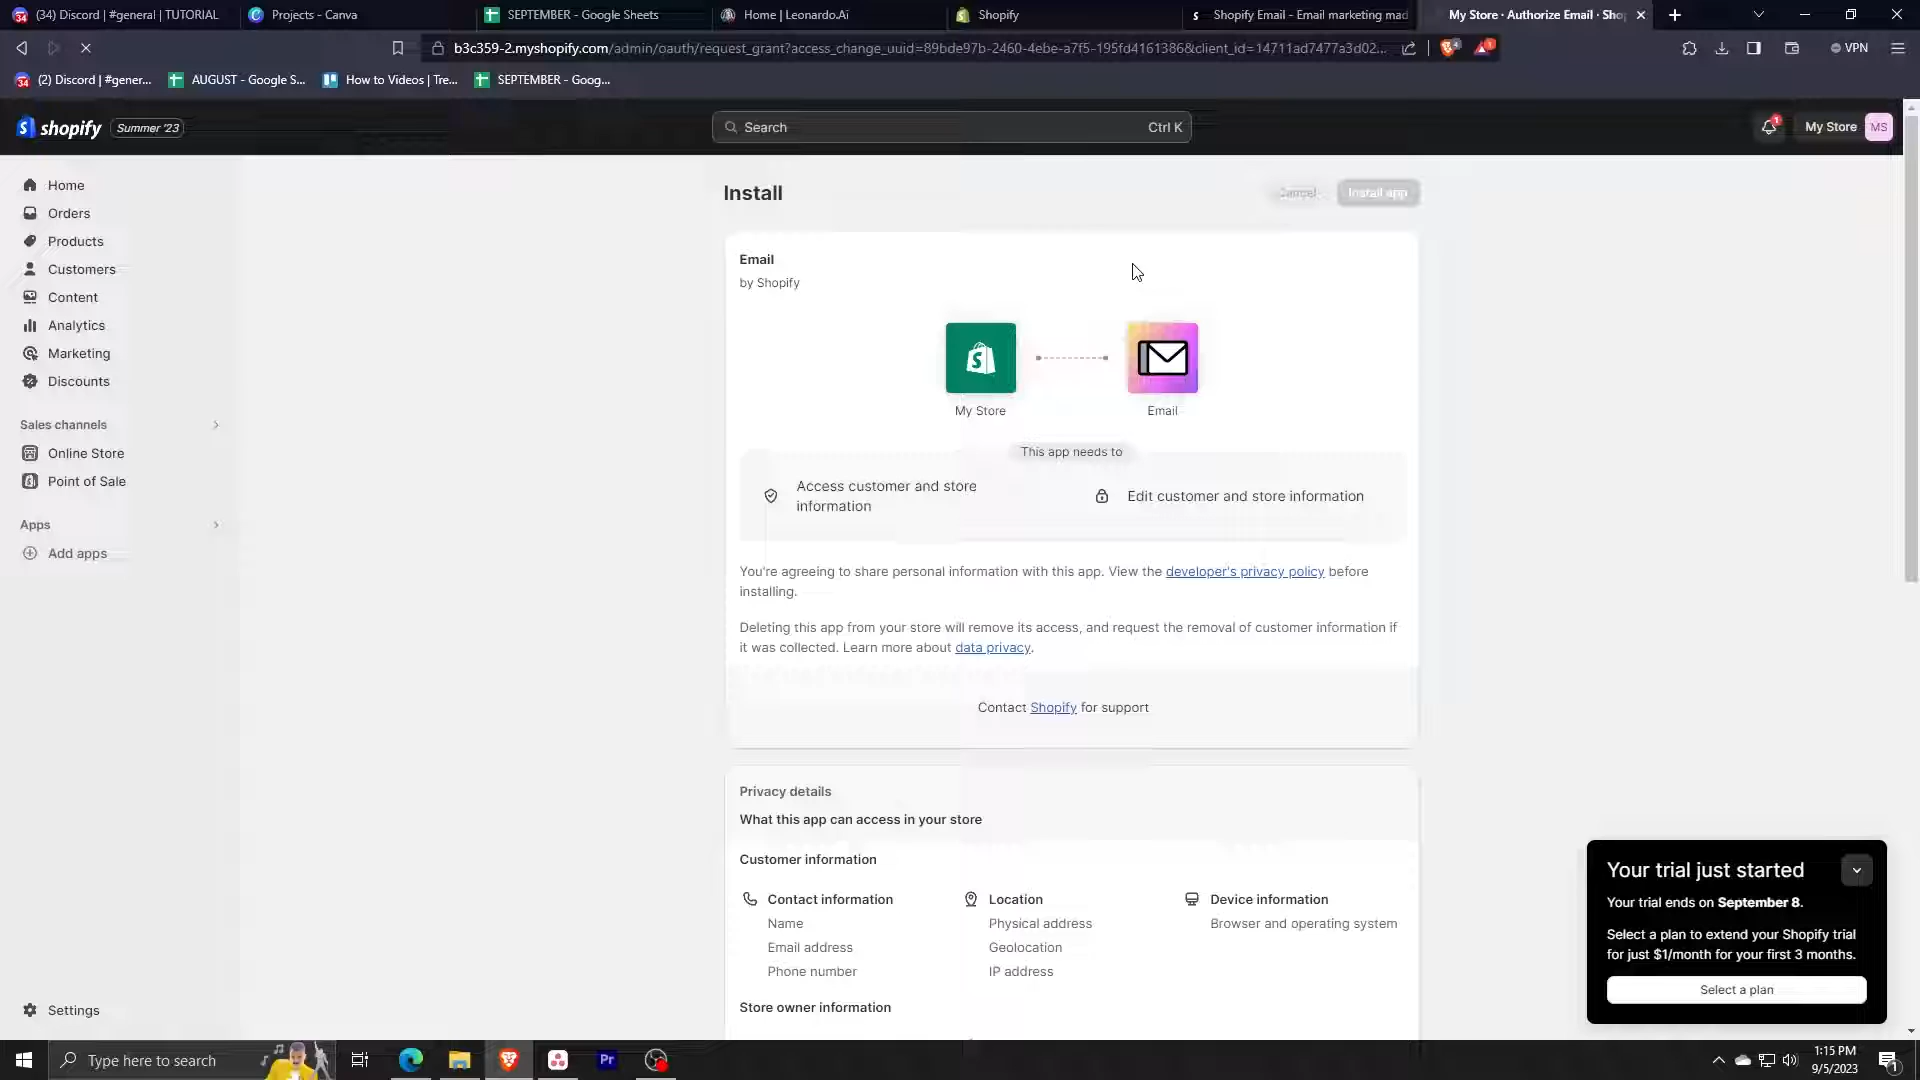 34 (34) Discord | #general | TUTORIAL
Projects - Canva
SEPTEMBER - Google Sheets
Home | Leonardo.Ai
Shopify
Shopify Email - Email marketing mad
My Store · Authorize Email · Sho
b3c359-2.myshopify.com/admin/oauth/request_grant?access_change_uuid=89bde97b-2460-4ebe-a7f5-195fd4161386&client_id=14711ad7477a3d02...
VPN
34 (2) Discord | #gener...
AUGUST - Google S...
How to Videos | Tre...
SEPTEMBER - Goog...
shopify
Summer '23
Search
Ctrl K
1
My Store
MS
Home
Orders
Products
Customers
Content
Analytics
Marketing
Discounts
Sales channels
Online Store
Point of Sale
Apps
Add apps
Settings
Install
Cancel
Install app
Email
by Shopify
My Store
Email
This app needs to
Access customer and store
information
Edit customer and store information
You're agreeing to share personal information with this app. View the developer's privacy policy before
installing.
Deleting this app from your store will remove its access, and request the removal of customer information if
it was collected. Learn more about data privacy.
Contact Shopify for support
Privacy details
What this app can access in your store
Customer information
Contact information
Name
Email address
Phone number
Location
Physical address
Geolocation
IP address
Device information
Browser and operating system
Store owner information
Your trial just started
Your trial ends on September 8.
Select a plan to extend your Shopify trial
for just $1/month for your first 3 months.
Select a plan
Type here to search
Pr
1:15 PM
9/5/2023
1